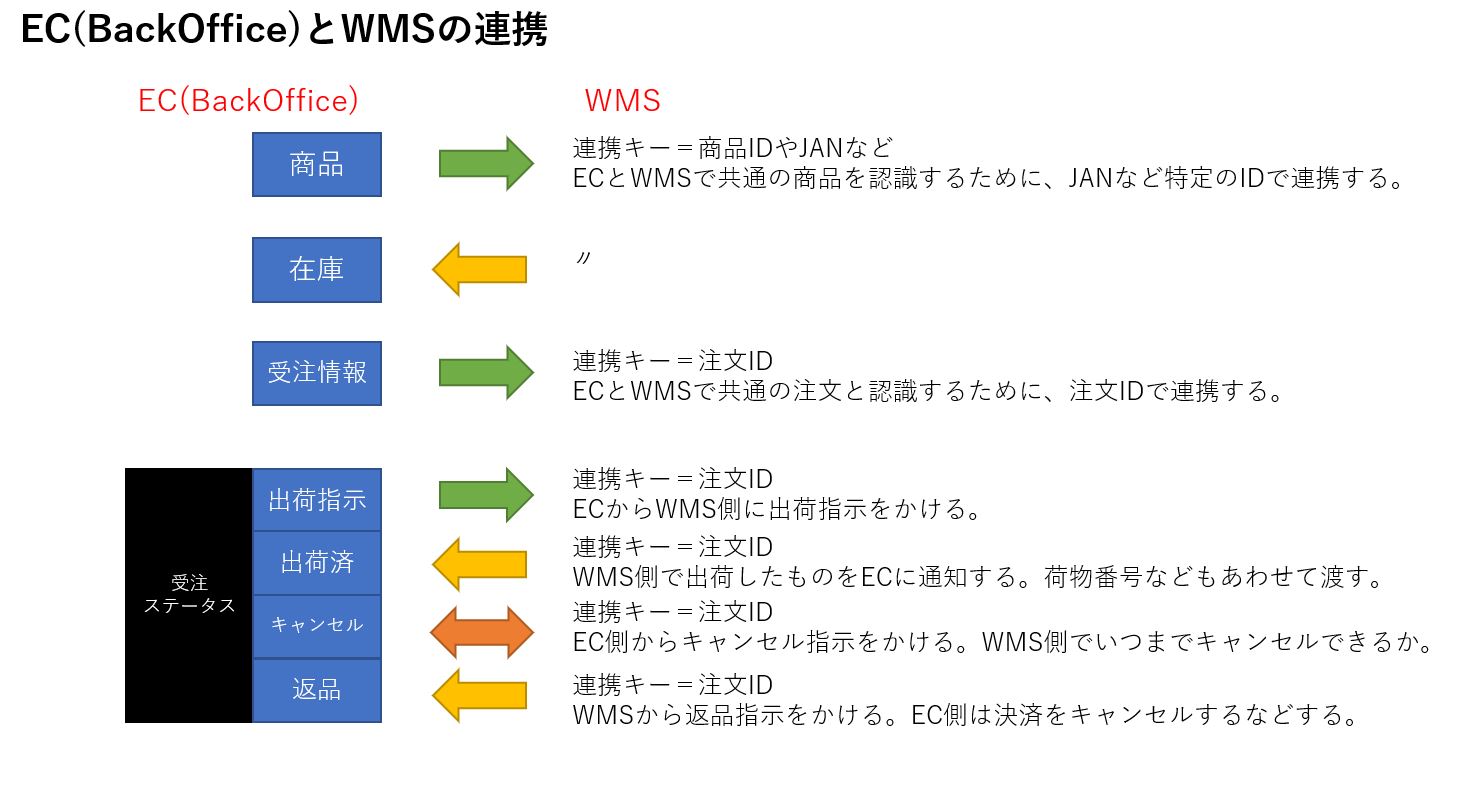 EC(BackOffice)とWMSの連携
EC(BackOffice)
WMS
商品
連携キー＝商品IDやJANなど
ECとWMSで共通の商品を認識するために、JANなど特定のIDで連携する。
在庫
〃
受注情報
連携キー＝注文ID
ECとWMSで共通の注文と認識するために、注文IDで連携する。
受注
ステータス
出荷指示
連携キー＝注文ID
ECからWMS側に出荷指示をかける。
出荷済
連携キー＝注文ID
WMS側で出荷したものをECに通知する。荷物番号などもあわせて渡す。
キャンセル
連携キー＝注文ID
EC側からキャンセル指示をかける。WMS側でいつまでキャンセルできるか。
返品
連携キー＝注文ID
WMSから返品指示をかける。EC側は決済をキャンセルするなどする。